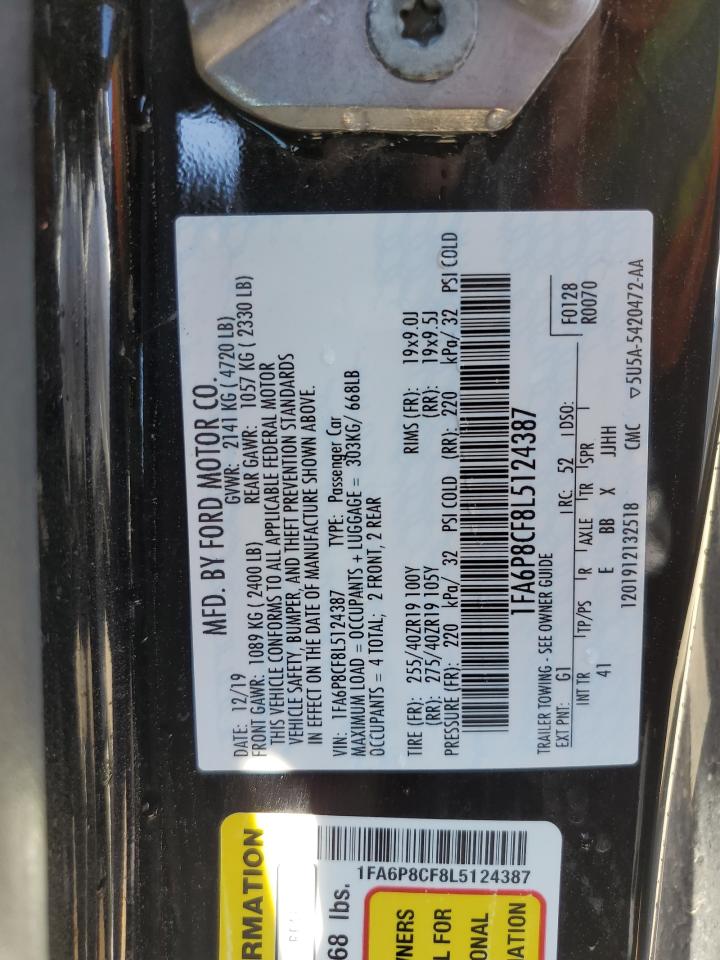 MFD. BY FORD MOTOR CO.
DATE: 12/19 GVWR: 2141 KG ( 4720 LB)
FRONT GAWR: 1089 KG ( 2400 LB) REAR GAWR: 1057 KG ( 2330 LB)
THIS VEHICLE CONFORMS TO ALL APPLICABLE FEDERAL MOTOR
VEHICLE SAFETY, BUMPER, AND THEFT PREVENTION STANDARDS
IN EFFECT ON THE DATE OF MANUFACTURE SHOWN ABOVE.
VIN: 1FA6P8CF8L5124387 TYPE: Passenger Car
MAXIMUM LOAD = OCCUPANTS + LUGGAGE = 303KG/ 668LB
OCCUPANTS = 4 TOTAL; 2 FRONT, 2 REAR
TIRE (FR): 255/40ZR19 100Y RIMS (FR): 19x9.0J
(RR): 275/40ZR19 105Y (RR): 19x9.5J
PRESSURE (FR): 220 kPa/ 32 PSI COLD (RR): 220 kPa/ 32 PSI COLD
1FA6P8CF8L5124387
TRAILER TOWING - SEE OWNER GUIDE
F0128
R0070
EXT PNT: G1 RC: 52 DSO:
INT TR TP/PS R AXLE TR SPR
41 E BB X JJHH
1201912132518 CMC ▽5U5A-5420472-AA
RMATION
1FA6P8CF8L5124387
68 lbs.
NERS
L FOR
ONAL
ATION